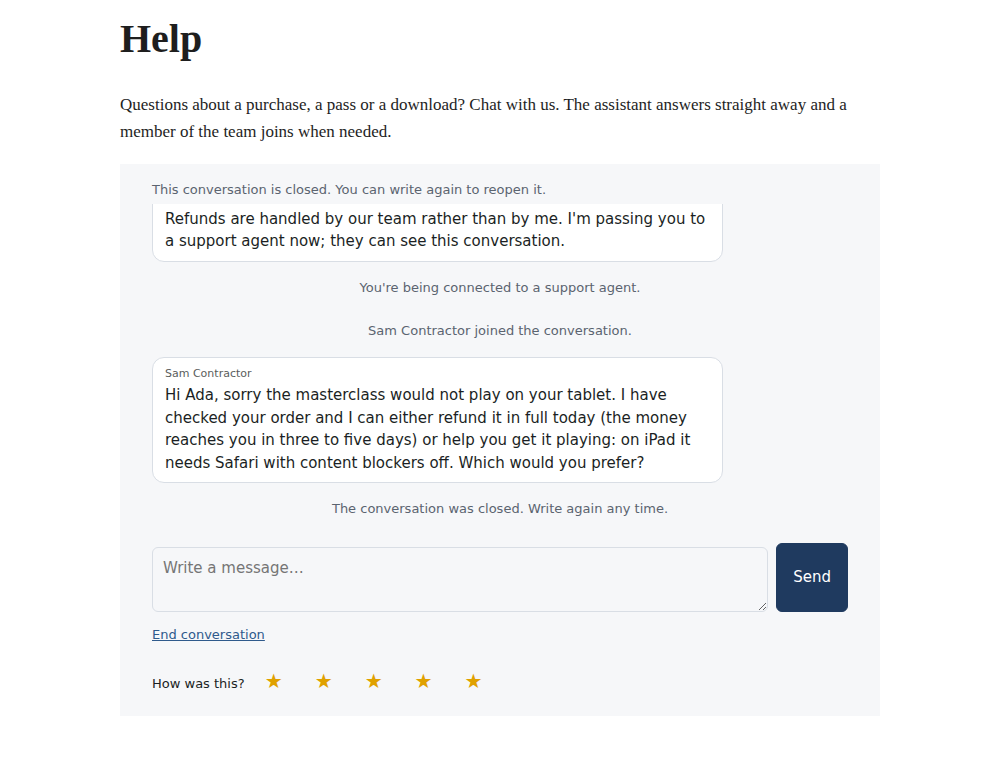 Help
Questions about a purchase, a pass or a download? Chat with us. The assistant answers straight away and a
member of the team joins when needed.
This conversation is closed. You can write again to reopen it.
Refunds are handled by our team rather than by me. I'm passing you to
a support agent now; they can see this conversation.
You're being connected to a support agent.
Sam Contractor joined the conversation.
Sam Contractor
Hi Ada, sorry the masterclass would not play on your tablet. I have
checked your order and I can either refund it in full today (the money
reaches you in three to five days) or help you get it playing: on iPad it
needs Safari with content blockers off. Which would you prefer?
The conversation was closed. Write again any time.
Write a message…
Send
End conversation
How was this? ★ ★ ★ ★ ★